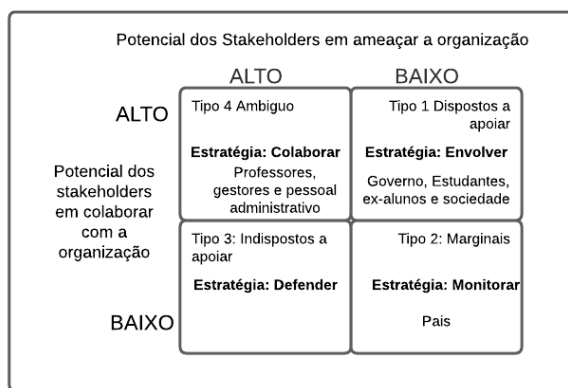 Potencial dos Stakeholders em ameaçar a organização
ALTO
BAIXO
ALTO
Potencial dos
stakeholders
em colaborar
com a
organização
Tipo 4 Ambiguo
Estratégia: Colaborar
Professores,
gestores e pessoal
administrativo
Tipo 1 Dispostos a
apoiar
Estratégia: Envolver
Governo, Estudantes,
ex-alunos e sociedade
BAIXO
Tipo 3: Indispostos a
apoiar
Estratégia: Defender
Tipo 2: Marginais
Estratégia: Monitorar
Pais